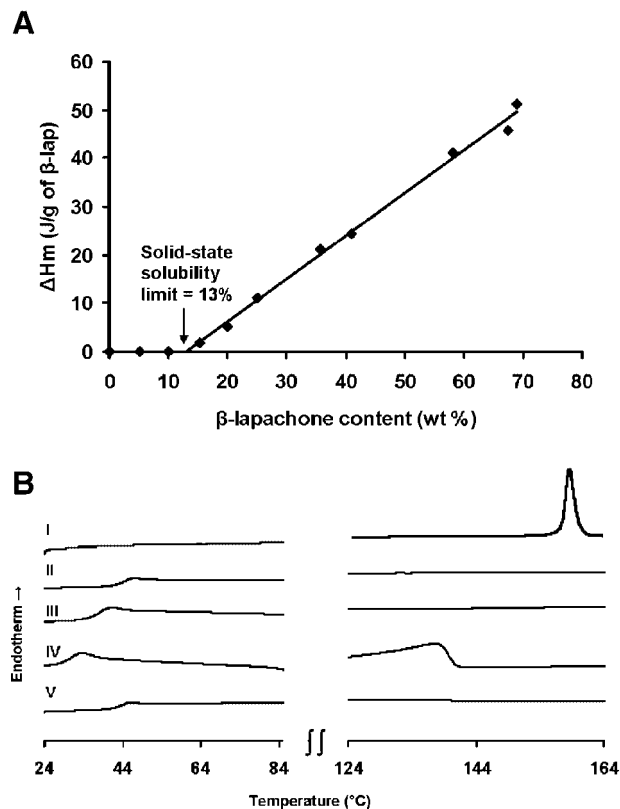 A
60
50
40
30
20
10
0
ΔHm (J/g of β-lap)
Solid-state
solubility
limit = 13%
0 10 20 30 40 50 60 70 80
β-lapachone content (wt %)
B
I
II
III
IV
V
Endotherm →
24 44 64 84 ∫∫ 124 144 164
Temperature (°C)